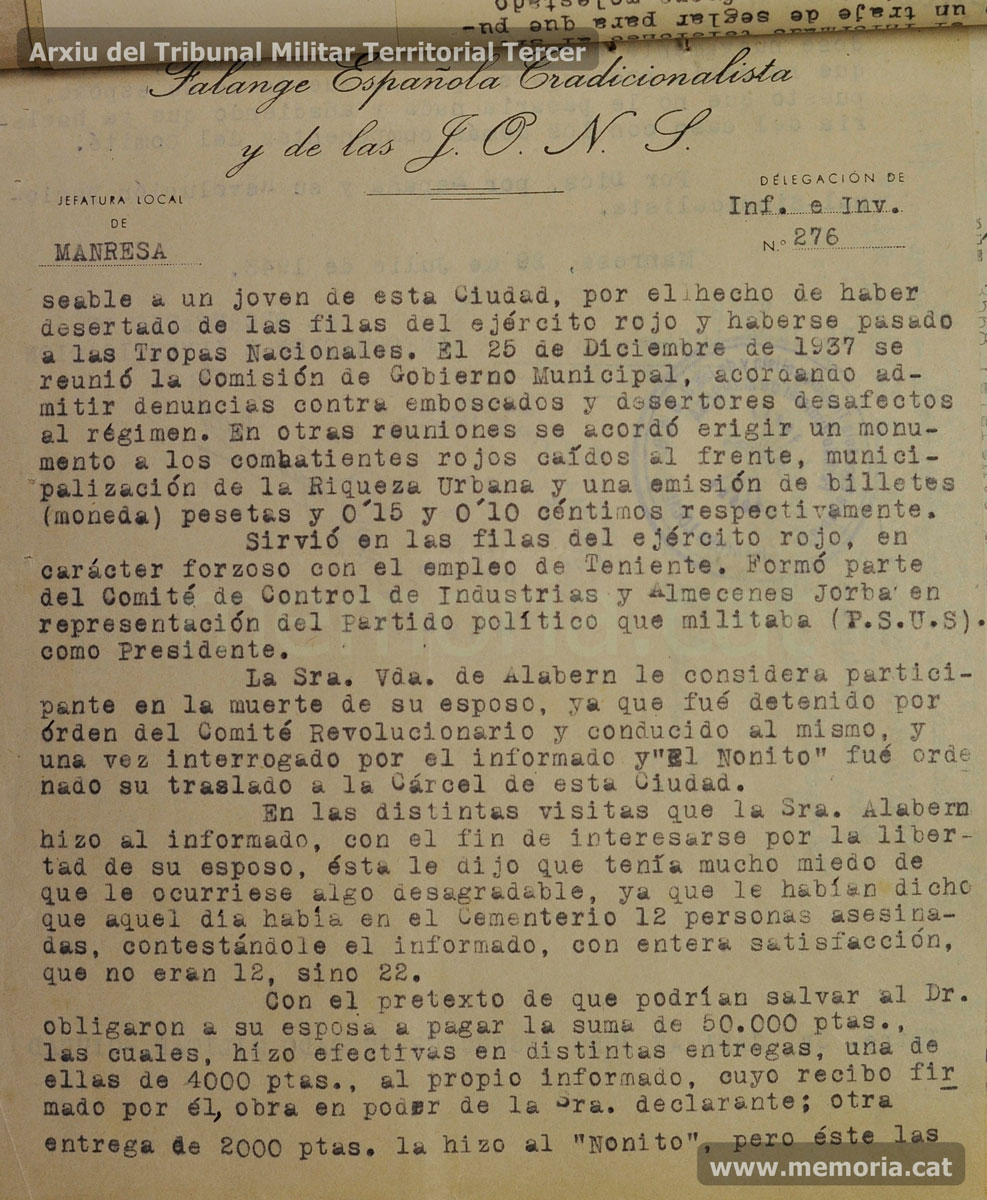 un traje de seglar para que pu-
Arxiu del Tribunal Militar Territorial Tercer
Falange Española Tradicionalista
y de las J. O. N. S.
JEFATURA LOCAL
DE
MANRESA
DELEGACIÓN DE
Inf. e Inv.
N.º 276
seable a un joven de esta Ciudad, por el hecho de haber
desertado de las filas del ejército rojo y haberse pasado
a las Tropas Nacionales. El 25 de Diciembre de 1937 se
reunió la Comisión de Gobierno Municipal, acordando ad-
mitir denuncias contra emboscados y desertores desafectos
al régimen. En otras reuniones se acordó erigir un monu-
mento a los combatientes rojos caídos al frente, munici-
palización de la Riqueza Urbana y una emisión de billetes
(moneda) pesetas y 0´15 y 0´10 céntimos respectivamente.
Sirvió en las filas del ejército rojo, en
carácter forzoso con el empleo de Teniente. Formó parte
del Comité de Control de Industrias y Almecenes Jorba en
representación del Partido político que militaba (P.S.U.S).
como Presidente.
La Sra. Vda. de Alabern le considera partici-
pante en la muerte de su esposo, ya que fué detenido por
órden del Comité Revolucionario y conducido al mismo, y
una vez interrogado por el informado y"El Nonito" fué orde
nado su traslado a la Cárcel de esta Ciudad.
En las distintas visitas que la Sra. Alabern
hizo al informado, con el fin de interesarse por la liber-
tad de su esposo, ésta le dijo que tenía mucho miedo de
que le ocurriese algo desagradable, ya que le habían dicho
que aquel día había en el Cementerio 12 personas asesina-
das, contestándole el informado, con entera satisfacción,
que no eran 12, sino 22.
Con el pretexto de que podrían salvar al Dr.
obligaron a su esposa a pagar la suma de 50.000 ptas.,
las cuales, hízo efectivas en distintas entregas, una de
ellas de 4000 ptas., al propio informado, cuyo recibo fir
mado por él, obra en poder de la Sra. declarante; otra
entrega de 2000 ptas. la hizo al "Nonito", pero éste las
www.memoria.cat